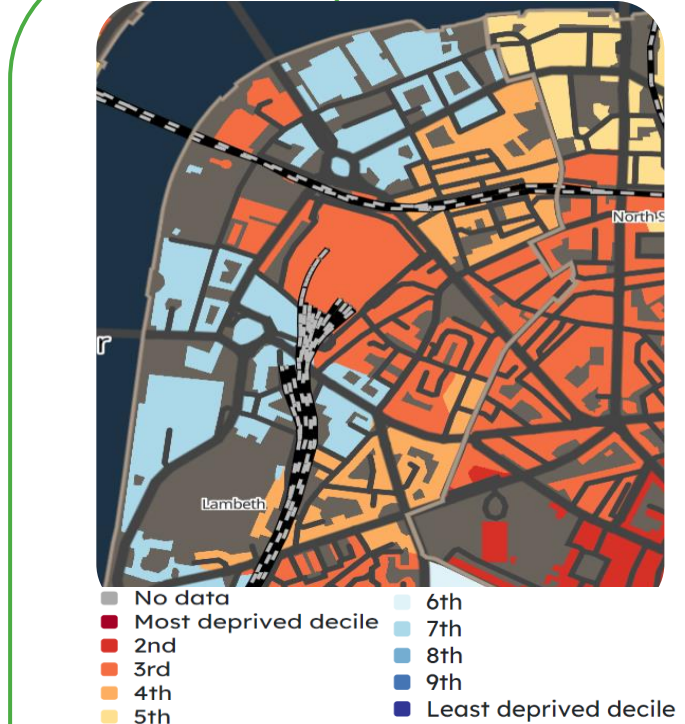 North S
r
Lambeth
No data
Most deprived decile
2nd
3rd
4th
5th
6th
7th
8th
9th
Least deprived decile